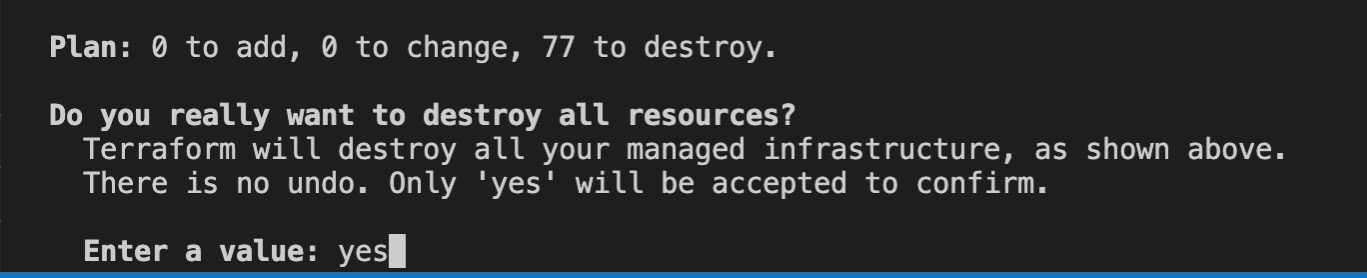 Plan: 0 to add, 0 to change, 77 to destroy.
Do you really want to destroy all resources?
Terraform will destroy all your managed infrastructure, as shown above.
There is no undo. Only 'yes' will be accepted to confirm.
Enter a value: yes